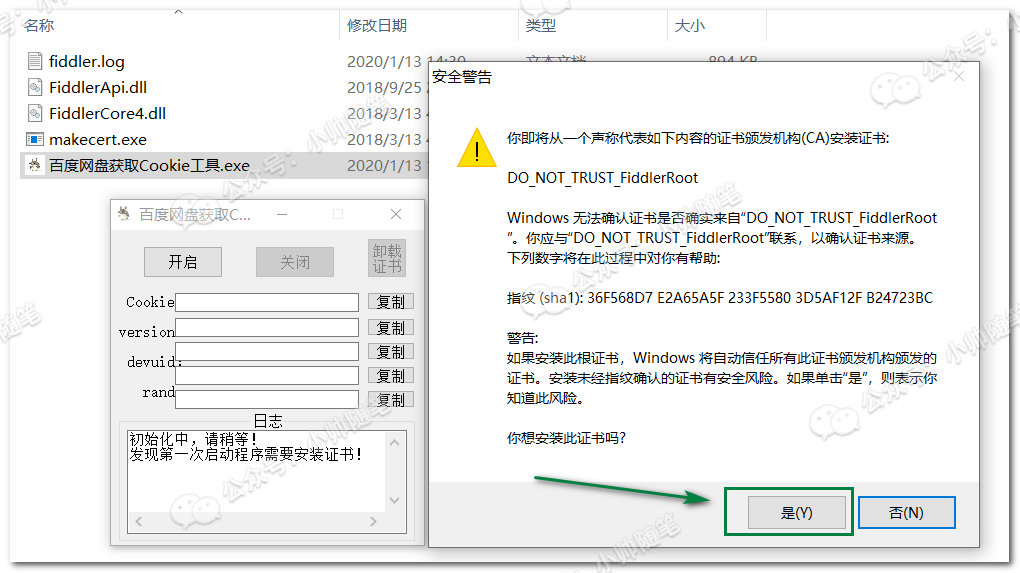 名称 修改日期 类型 大小
fiddler.log 2020/1/13 14:30 文本文档 894 KB
FiddlerApi.dll 2018/9/25
FiddlerCore4.dll 2018/3/13
makecert.exe 2018/3/13
百度网盘获取Cookie工具.exe 2020/1/13
百度网盘获取C...
开启 关闭 卸载
证书
Cookie 复制
version 复制
devuid: 复制
复制
rand 复制
日志
初始化中，请稍等！
发现第一次启动程序需要安装证书！
安全警告
你即将从一个声称代表如下内容的证书颁发机构(CA)安装证书:
DO_NOT_TRUST_FiddlerRoot
Windows 无法确认证书是否确实来自“DO_NOT_TRUST_FiddlerRoot
”。你应与“DO_NOT_TRUST_FiddlerRoot”联系，以确认证书来源。
下列数字将在此过程中对你有帮助:
指纹 (sha1): 36F568D7 E2A65A5F 233F5580 3D5AF12F B24723BC
警告:
如果安装此根证书，Windows 将自动信任所有此证书颁发机构颁发的
证书。安装未经指纹确认的证书有安全风险。如果单击“是”，则表示你
知道此风险。
你想安装此证书吗?
是(Y) 否(N)
公众号：小帅随笔